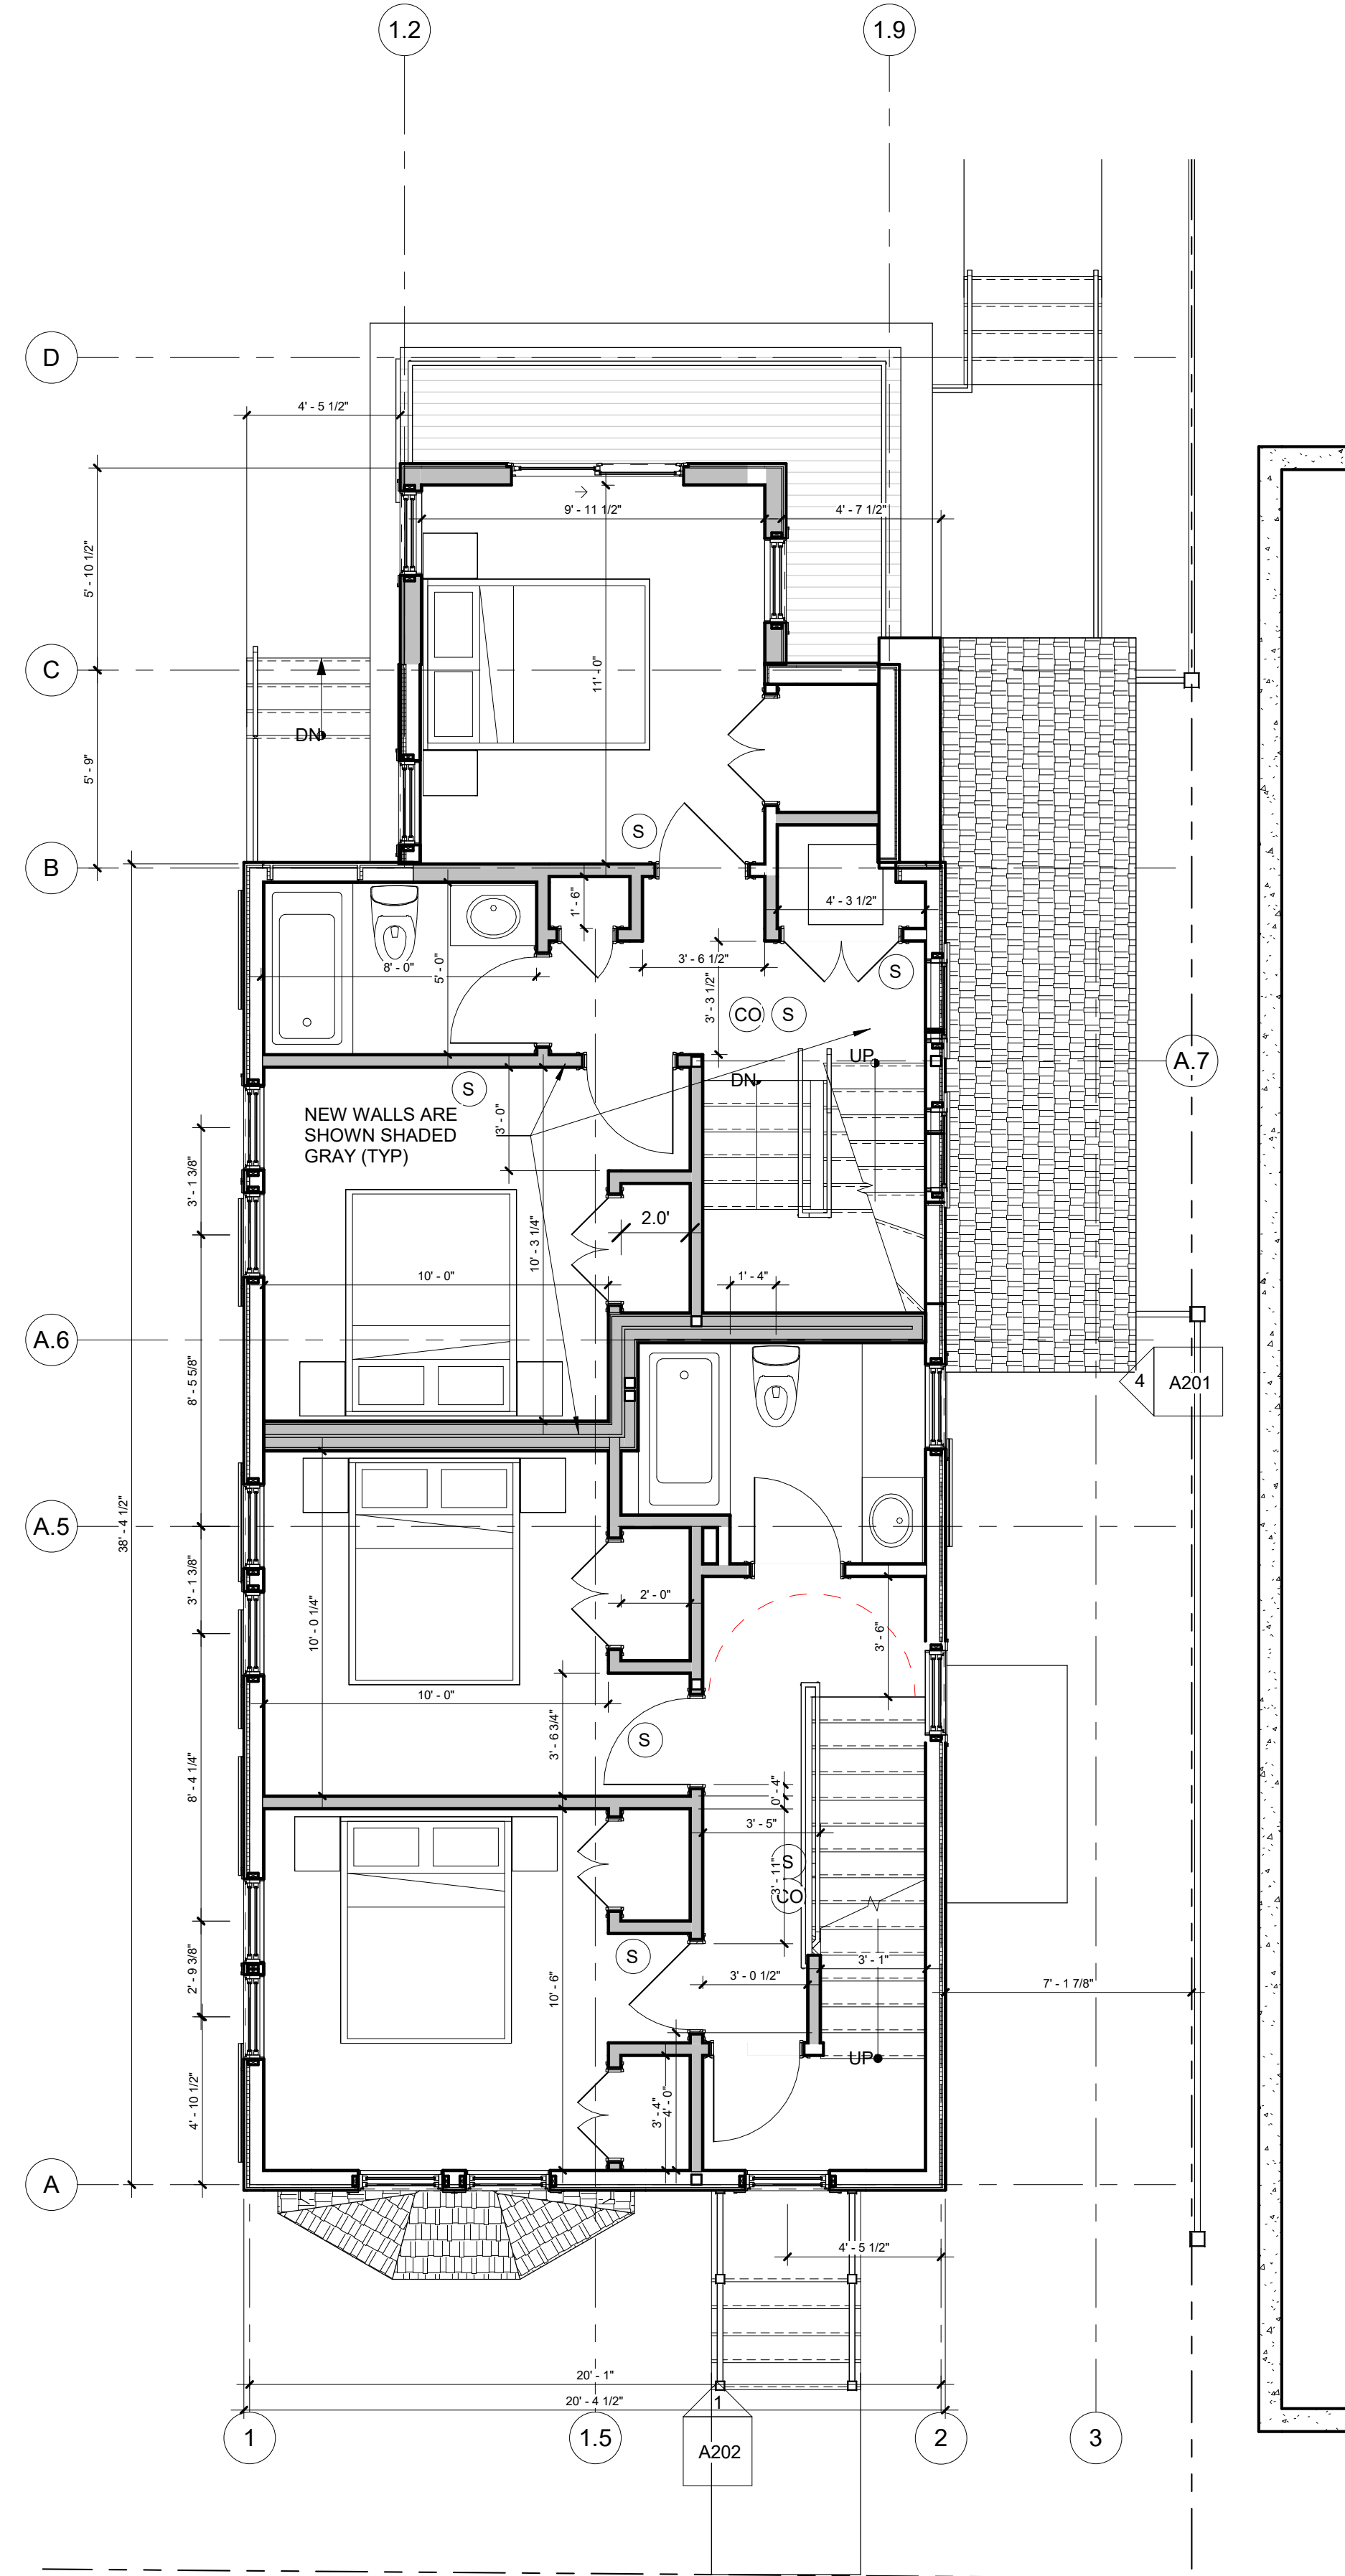 1.2
1.9
D
4' - 5 1/2"
9' - 11 1/2"
4' - 7 1/2"
5' - 10 1/2"
11' - 0"
C
DN
5' - 9"
S
B
1' - 6"
4' - 3 1/2"
8' - 0"
5' - 0"
3' - 6 1/2"
S
3' - 3 1/2"
CO
S
UP
A.7
DN
S
NEW WALLS ARE
SHOWN SHADED
GRAY (TYP)
3' - 0"
3' - 1 3/8"
2.0'
10' - 3 1/4"
10' - 0"
1' - 4"
A.6
4
A201
8' - 5 5/8"
A.5
38' - 4 1/2"
3' - 1 3/8"
10' - 0 1/4"
2' - 0"
3' - 6"
10' - 0"
3' - 6 3/4"
S
0' - 4"
8' - 4 1/4"
3' - 5"
S
3' - 11"
CO
S
2' - 9 3/8"
10' - 6"
3' - 0 1/2"
3' - 1"
7' - 1 7/8"
UP
4' - 10 1/2"
3' - 4"
4' - 0"
A
4' - 5 1/2"
20' - 1"
20' - 4 1/2"
1
1
1.5
2
3
A202